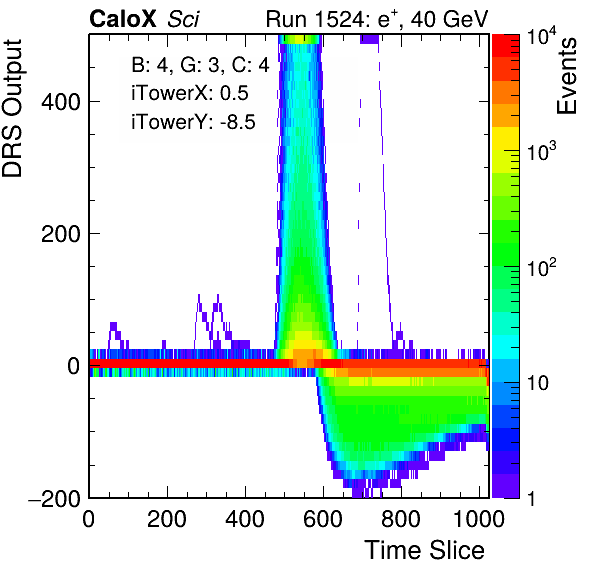 CaloX Sci Run 1524: e⁺, 40 GeV
B: 4, G: 3, C: 4
iTowerX: 0.5
iTowerY: -8.5
DRS Output
400
200
0
−200
0 200 400 600 800 1000
Time Slice
Events
10⁴
10³
10²
10
1